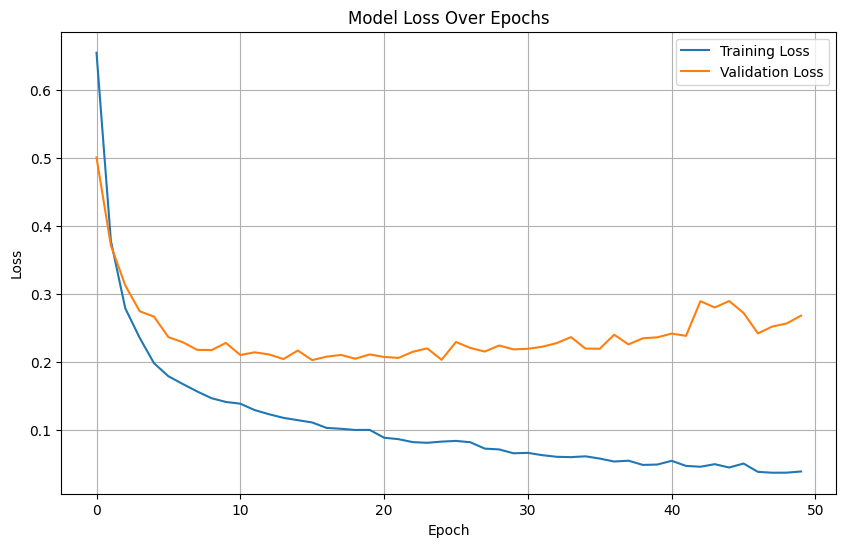 Model Loss Over Epochs
Training Loss
Validation Loss
0.6
0.5
0.4
0.3
0.2
0.1
Loss
0 10 20 30 40 50
Epoch